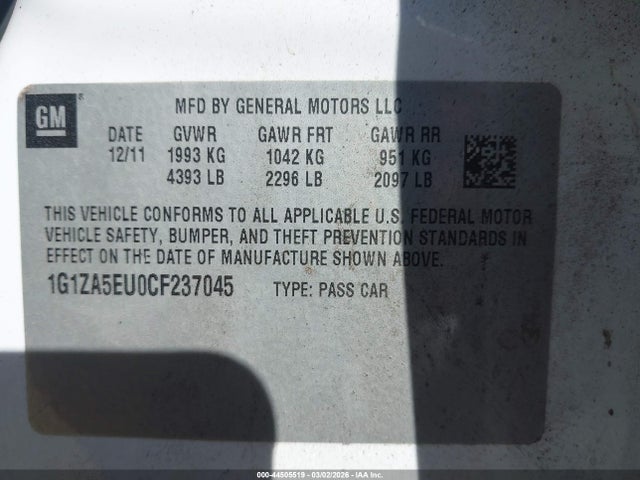 GM
MFD BY GENERAL MOTORS LLC
DATE GVWR GAWR FRT GAWR RR
12/11 1993 KG 1042 KG 951 KG
4393 LB 2296 LB 2097 LB
THIS VEHICLE CONFORMS TO ALL APPLICABLE U.S. FEDERAL MOTOR
VEHICLE SAFETY, BUMPER, AND THEFT PREVENTION STANDARDS IN
EFFECT ON THE DATE OF MANUFACTURE SHOWN ABOVE.
1G1ZA5EU0CF237045 TYPE: PASS CAR
000-44505519 - 03/02/2026 - IAAI.com